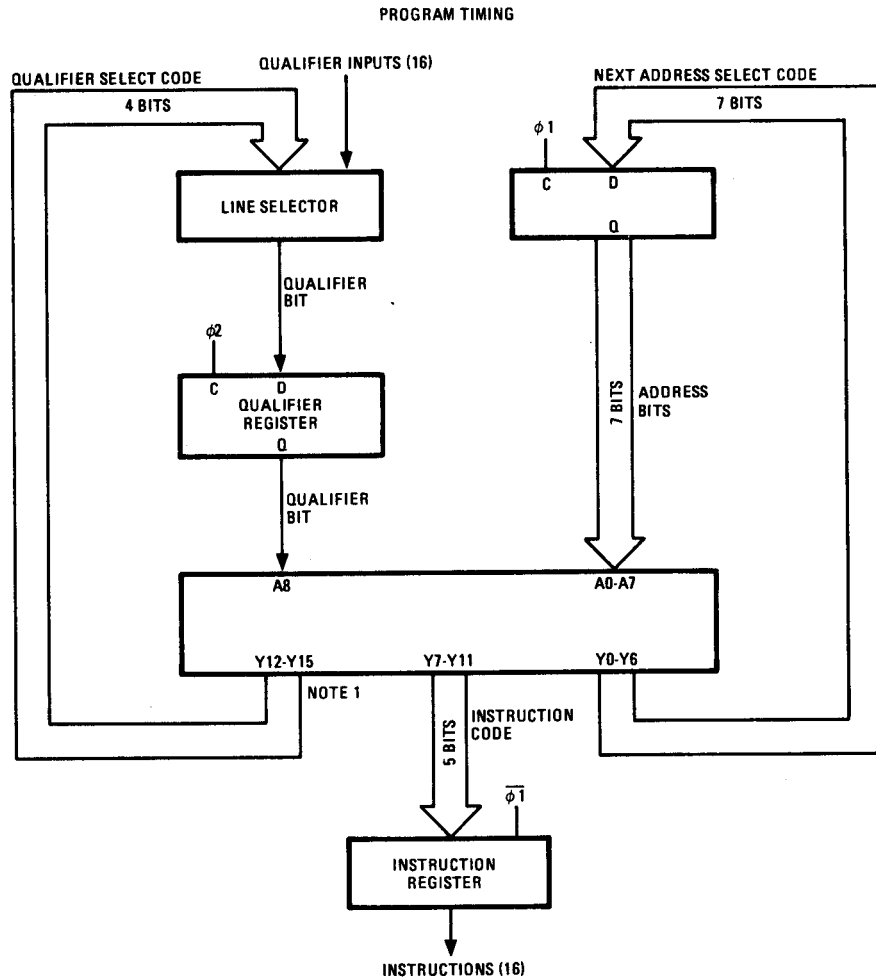 PROGRAM TIMING
QUALIFIER INPUTS (16)
QUALIFIER SELECT CODE
4 BITS
NEXT ADDRESS SELECT CODE
7 BITS
φ1
C D
Q
LINE SELECTOR
QUALIFIER
BIT
φ2
C D
QUALIFIER
REGISTER
Q
7 BITS
ADDRESS
BITS
QUALIFIER
BIT
A8
A0-A7
Y12-Y15
Y7-Y11
Y0-Y6
NOTE 1
5 BITS
INSTRUCTION
CODE
φ̅1̅
INSTRUCTION
REGISTER
INSTRUCTIONS (16)